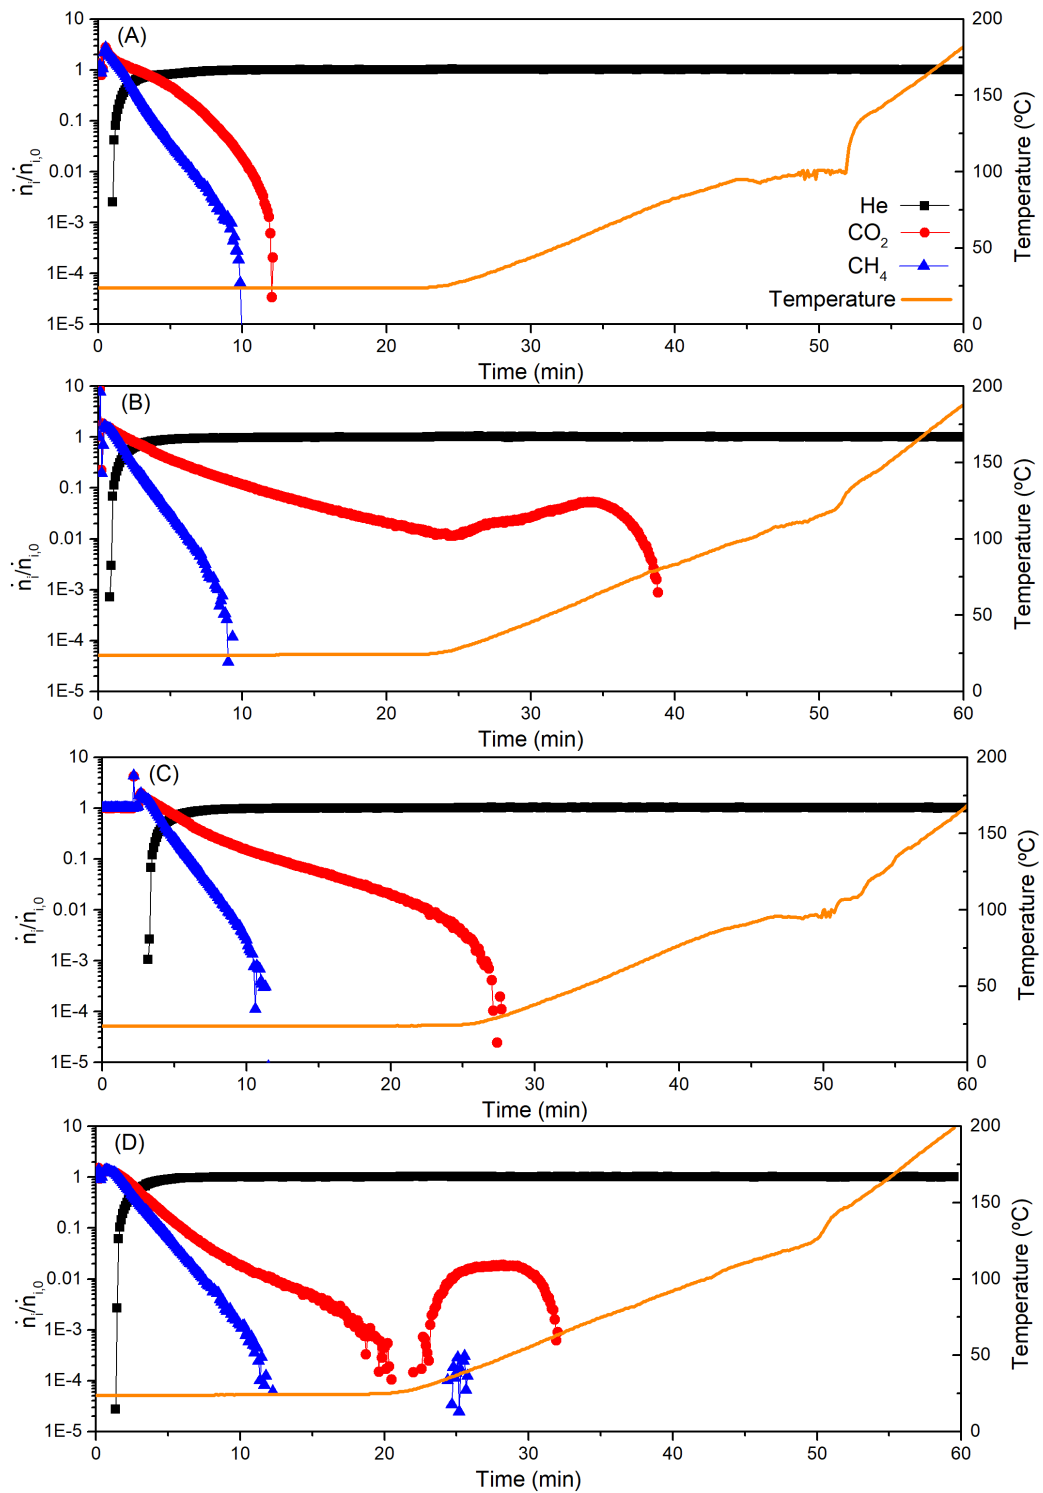 (A)
10
1
0.1
0.01
1E-3
1E-4
1E-5
ṅi/ṅi,0
0 10 20 30 40 50 60
Time (min)
200
150
100
50
0
Temperature (ºC)
He
CO2
CH4
Temperature
(B)
10
1
0.1
0.01
1E-3
1E-4
1E-5
ṅi/ṅi,0
0 10 20 30 40 50 60
Time (min)
200
150
100
50
0
Temperature (ºC)
(C)
10
1
0.1
0.01
1E-3
1E-4
1E-5
ṅi/ṅi,0
0 10 20 30 40 50 60
Time (min)
200
150
100
50
0
Temperature (ºC)
(D)
10
1
0.1
0.01
1E-3
1E-4
1E-5
ṅi/ṅi,0
0 10 20 30 40 50 60
Time (min)
200
150
100
50
0
Temperature (ºC)